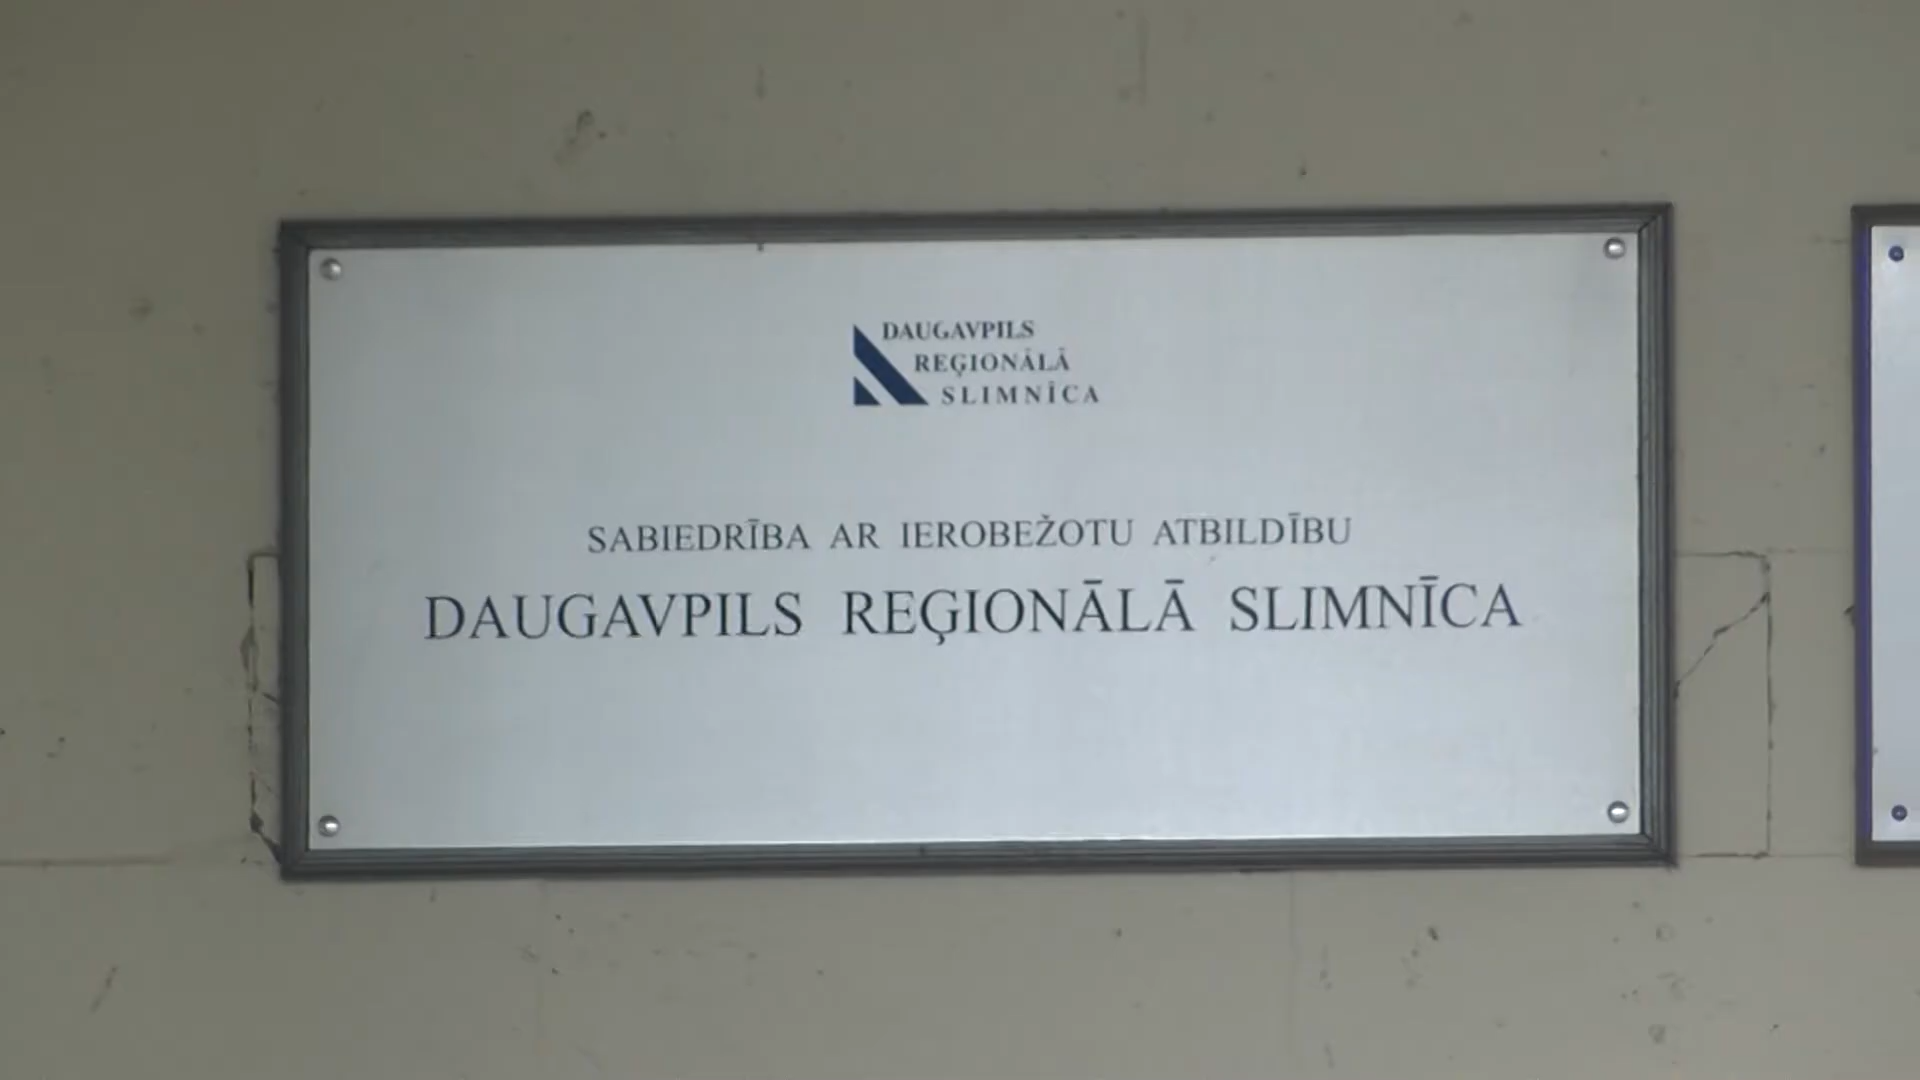 DAUGAVPILS
REĢIONĀLĀ
SLIMNĪCA
SABIEDRĪBA AR IEROBEŽOTU ATBILDĪBU
DAUGAVPILS REĢIONĀLĀ SLIMNĪCA